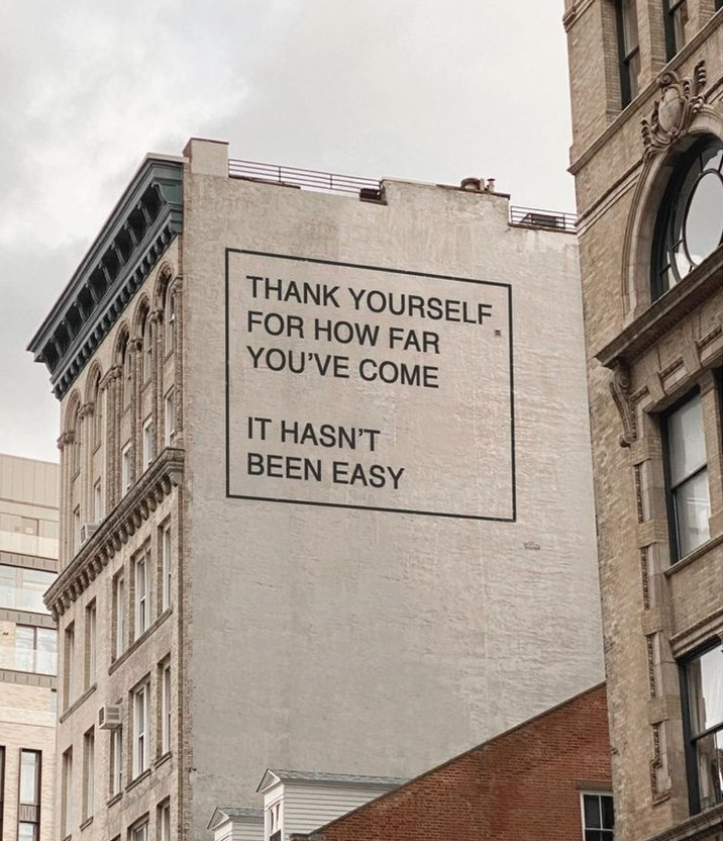 THANK YOURSELF
FOR HOW FAR
YOU'VE COME
IT HASN'T
BEEN EASY